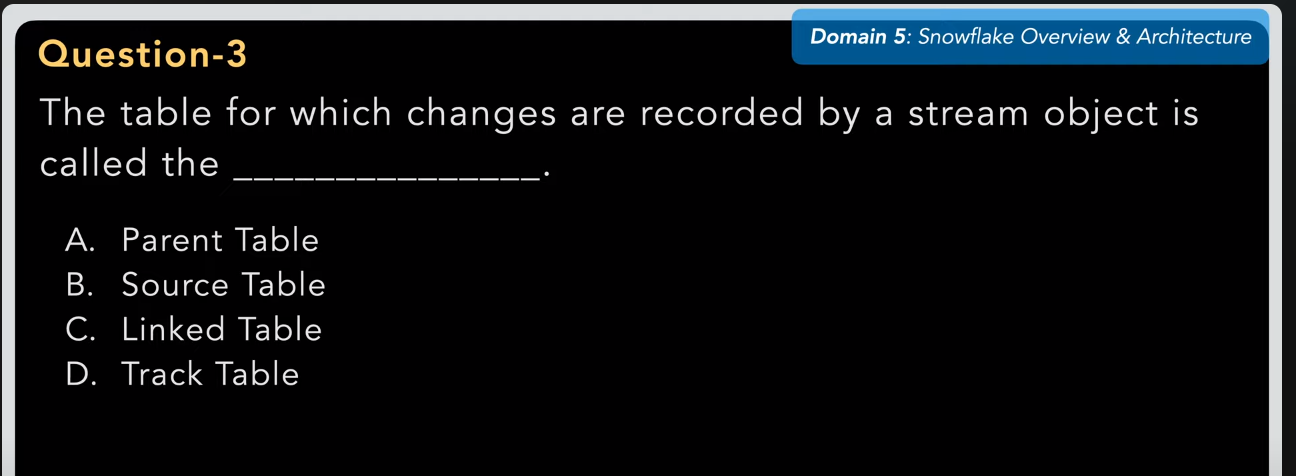 Question-3
Domain 5: Snowflake Overview & Architecture
The table for which changes are recorded by a stream object is
called the _______________.
A. Parent Table
B. Source Table
C. Linked Table
D. Track Table